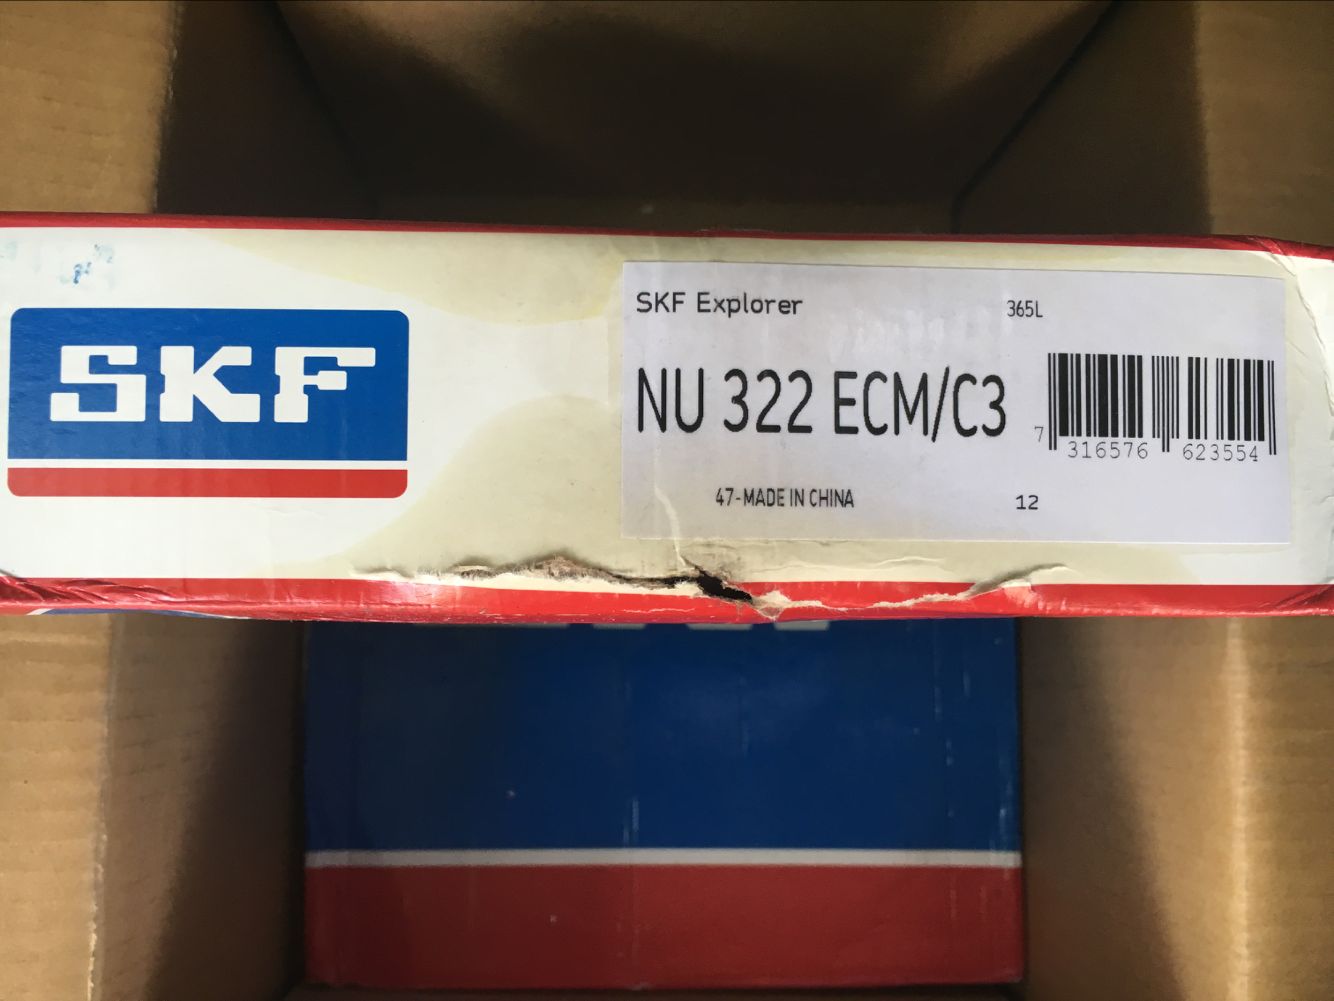 SKF
SKF Explorer
365L
NU 322 ECM/C3
7 316576 623554
47-MADE IN CHINA
12